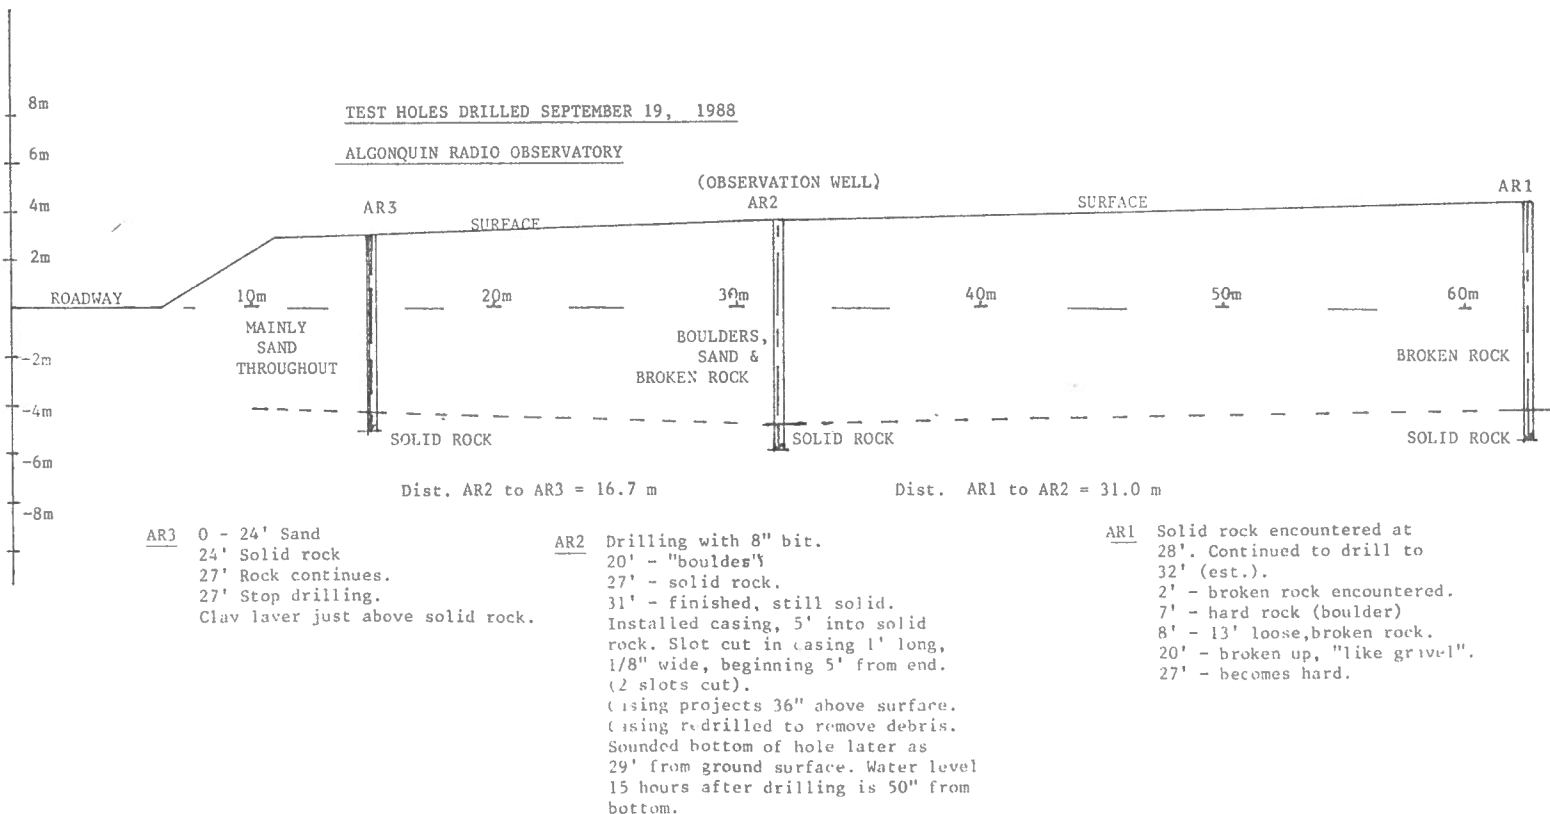 8m
6m
4m
2m
-2m
-4m
-6m
-8m
TEST HOLES DRILLED SEPTEMBER 19, 1988
ALGONQUIN RADIO OBSERVATORY
(OBSERVATION WELL)
AR3
AR2
AR1
SURFACE
SURFACE
ROADWAY
10m
20m
30m
40m
50m
60m
MAINLY
SAND
THROUGHOUT
BOULDERS,
SAND &
BROKEN ROCK
BROKEN ROCK
SOLID ROCK
SOLID ROCK
SOLID ROCK
Dist. AR2 to AR3 = 16.7 m
Dist. AR1 to AR2 = 31.0 m
AR3 0 - 24' Sand
24' Solid rock
27' Rock continues.
27' Stop drilling.
Clay layer just above solid rock.
AR2 Drilling with 8" bit.
20' - "bouldes"
27' - solid rock.
31' - finished, still solid.
Installed casing, 5' into solid
rock. Slot cut in casing 1' long,
1/8" wide, beginning 5' from end.
(2 slots cut).
Casing projects 36" above surface.
Casing redrilled to remove debris.
Sounded bottom of hole later as
29' from ground surface. Water level
15 hours after drilling is 50" from
bottom.
AR1 Solid rock encountered at
28'. Continued to drill to
32' (est.).
2' - broken rock encountered.
7' - hard rock (boulder)
8' - 13' loose,broken rock.
20' - broken up, "like grivel".
27' - becomes hard.